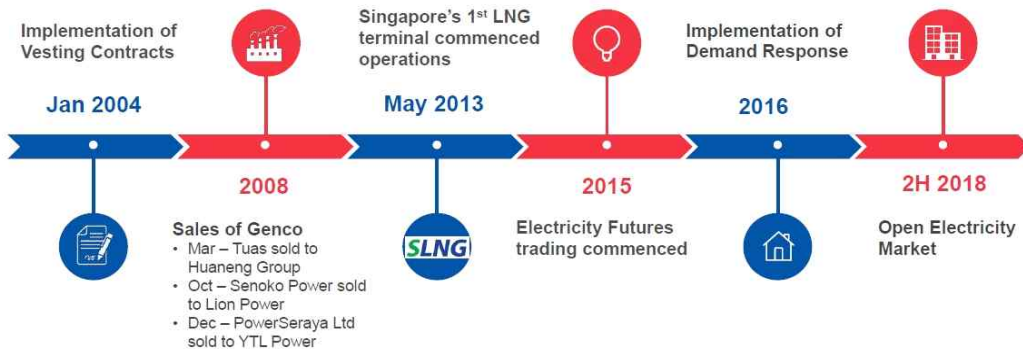 Implementation of
Vesting Contracts
Jan 2004
2008
Sales of Genco
• Mar – Tuas sold to
Huaneng Group
• Oct – Senoko Power sold
to Lion Power
• Dec – PowerSeraya Ltd
sold to YTL Power
Singapore's 1st LNG
terminal commenced
operations
May 2013
SLNG
2015
Electricity Futures
trading commenced
Implementation of
Demand Response
2016
2H 2018
Open Electricity
Market